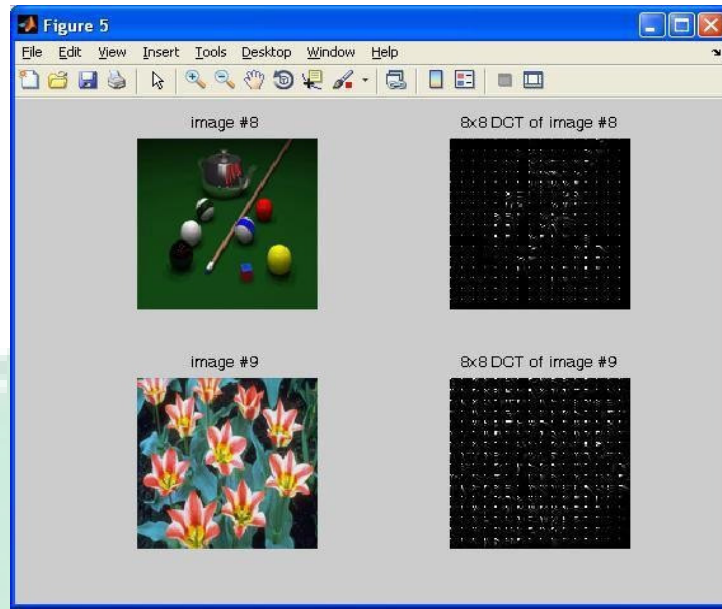 Figure 5
File Edit View Insert Tools Desktop Window Help
image #8
8x8 DCT of image #8
image #9
8x8 DCT of image #9